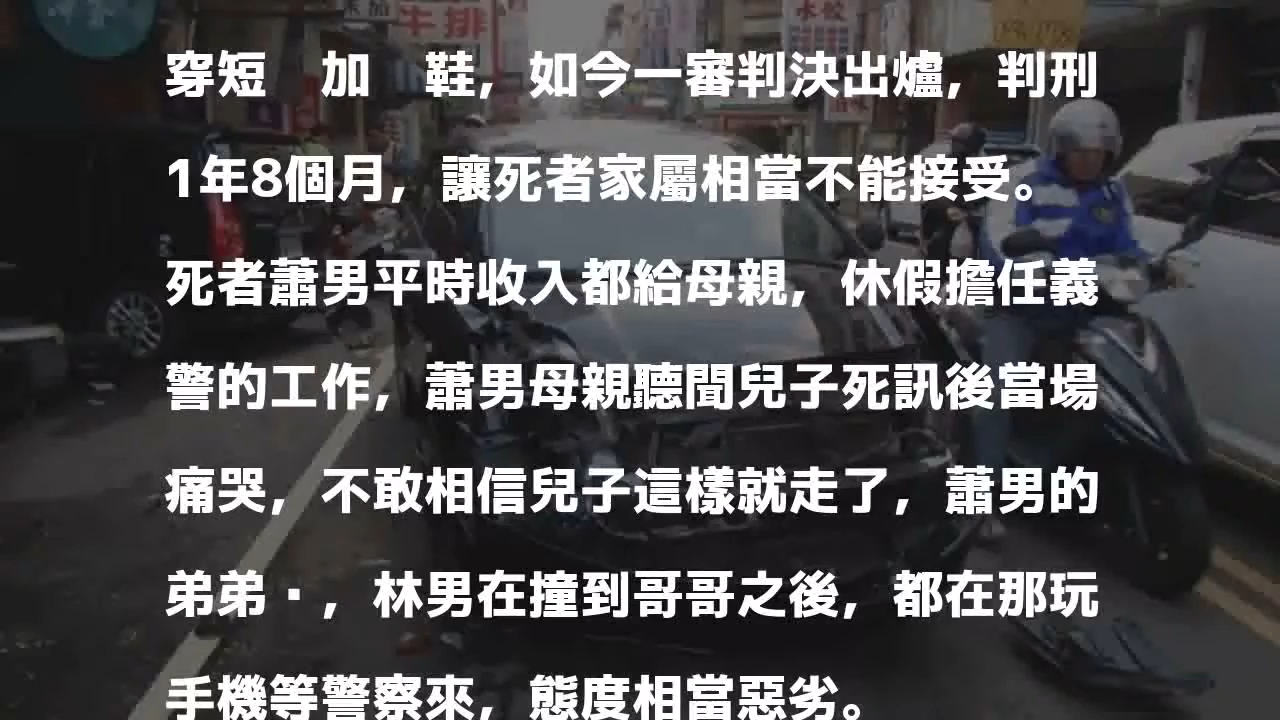 牛排
水餃
穿短　加　鞋，如今一審判決出爐，判刑
1年8個月，讓死者家屬相當不能接受。
死者蕭男平時收入都給母親，休假擔任義
警的工作，蕭男母親聽聞兒子死訊後當場
痛哭，不敢相信兒子這樣就走了，蕭男的
弟弟·，林男在撞到哥哥之後，都在那玩
手機等警察來，態度相當惡劣。